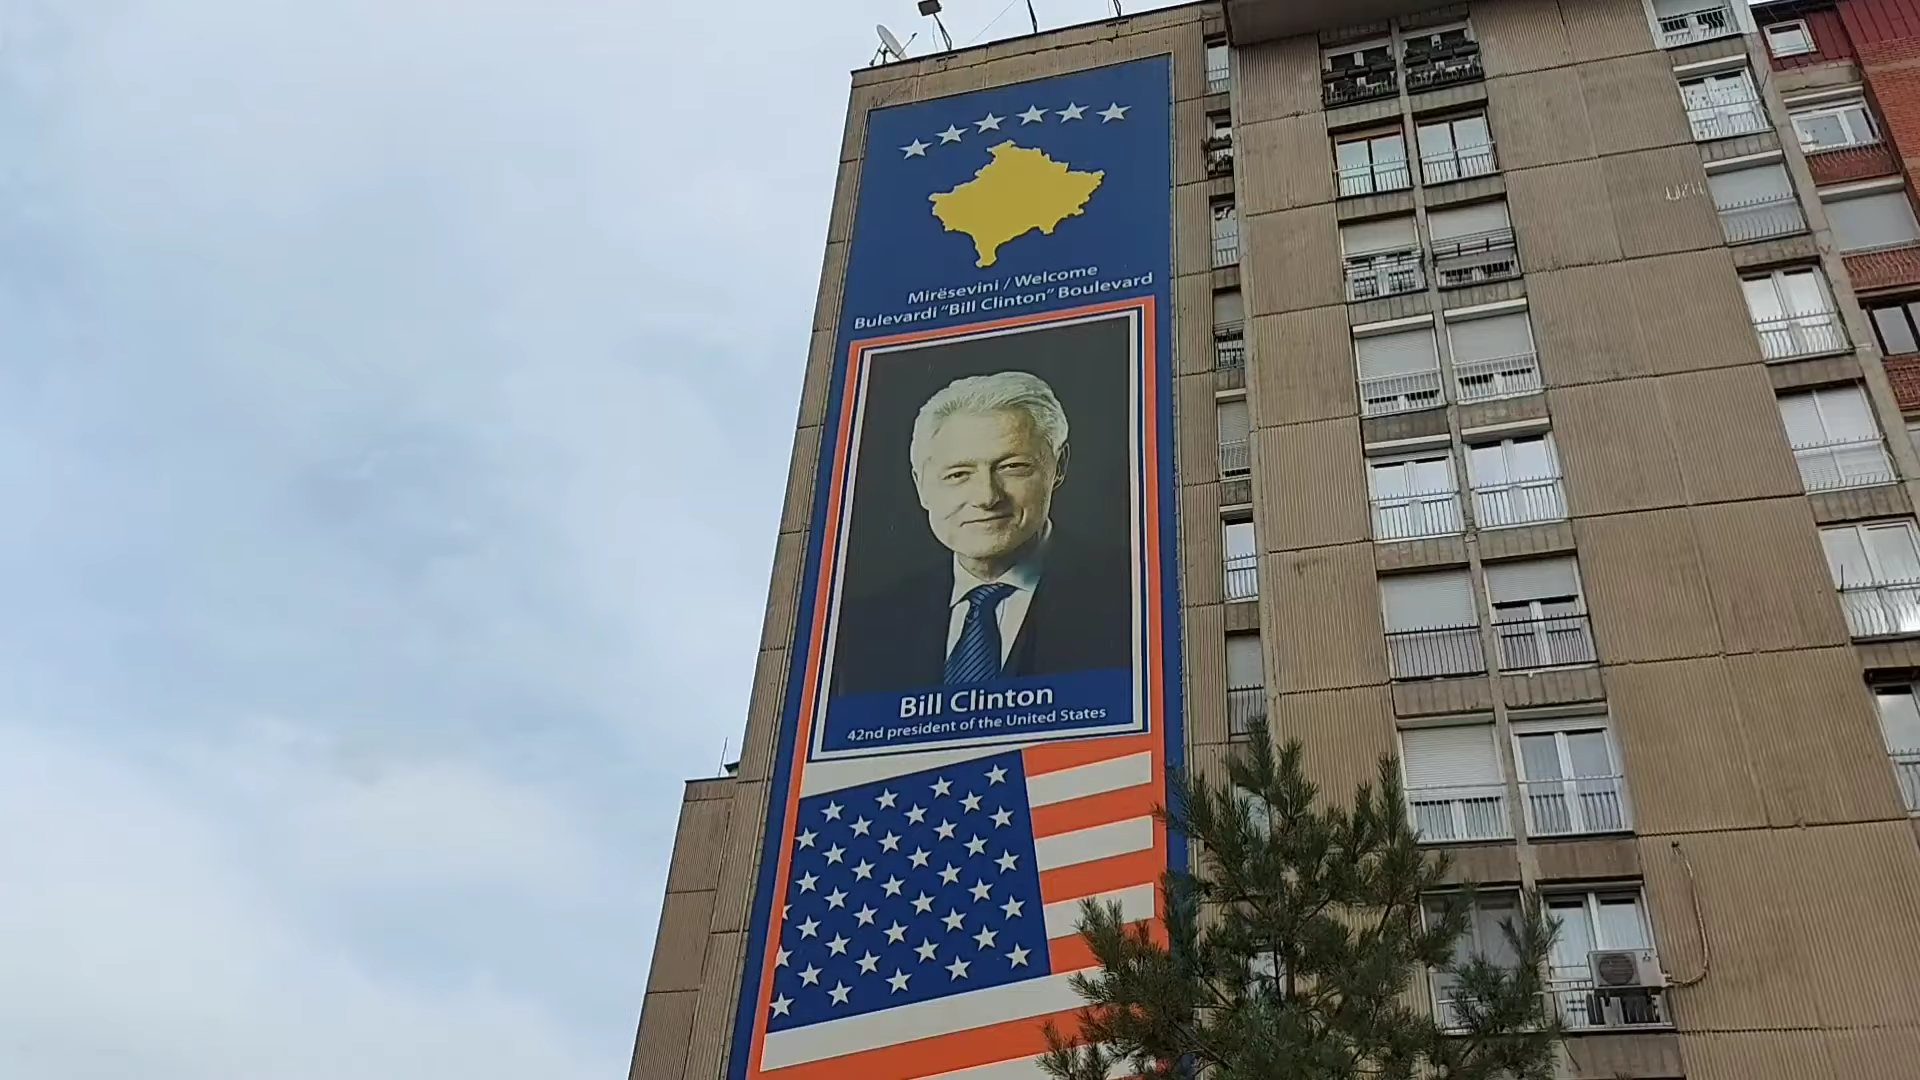 Mirësevini / Welcome
Bulevardi "Bill Clinton" Boulevard
Bill Clinton
42nd president of the United States